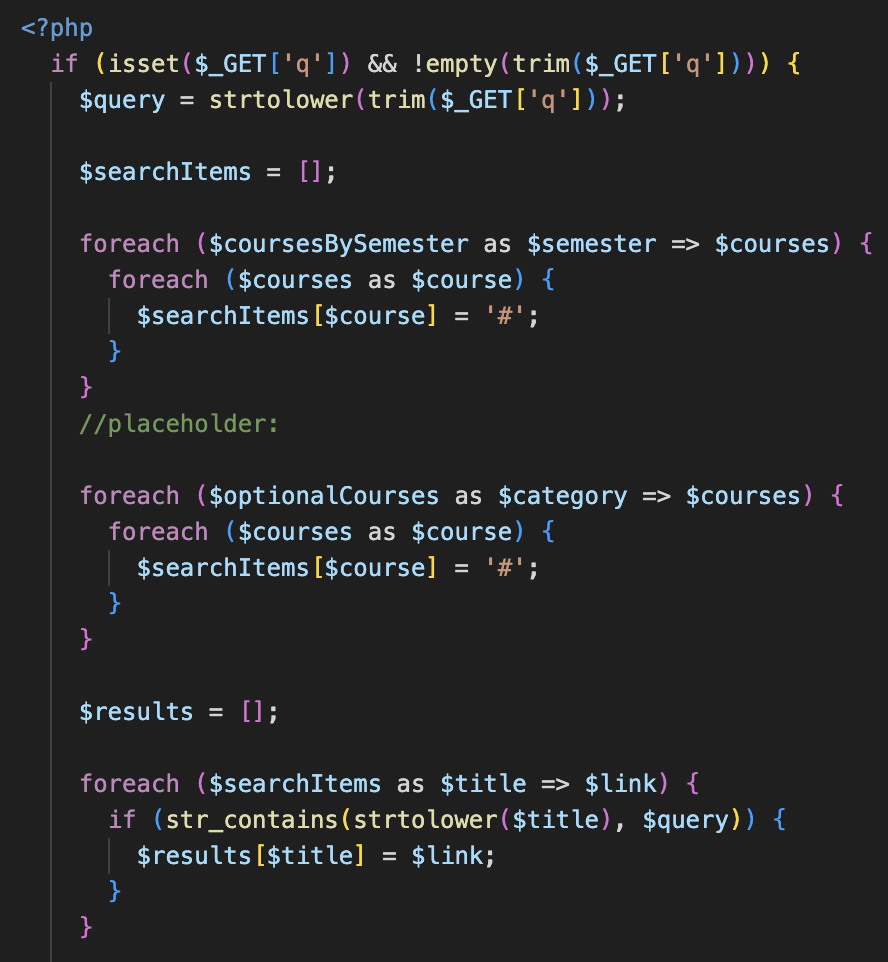 <?php
if (isset($_GET['q']) && !empty(trim($_GET['q']))) {
$query = strtolower(trim($_GET['q']));
$searchItems = [];
foreach ($coursesBySemester as $semester => $courses) {
foreach ($courses as $course) {
$searchItems[$course] = '#';
}
}
//placeholder:
foreach ($optionalCourses as $category => $courses) {
foreach ($courses as $course) {
$searchItems[$course] = '#';
}
}
$results = [];
foreach ($searchItems as $title => $link) {
if (str_contains(strtolower($title), $query)) {
$results[$title] = $link;
}
}